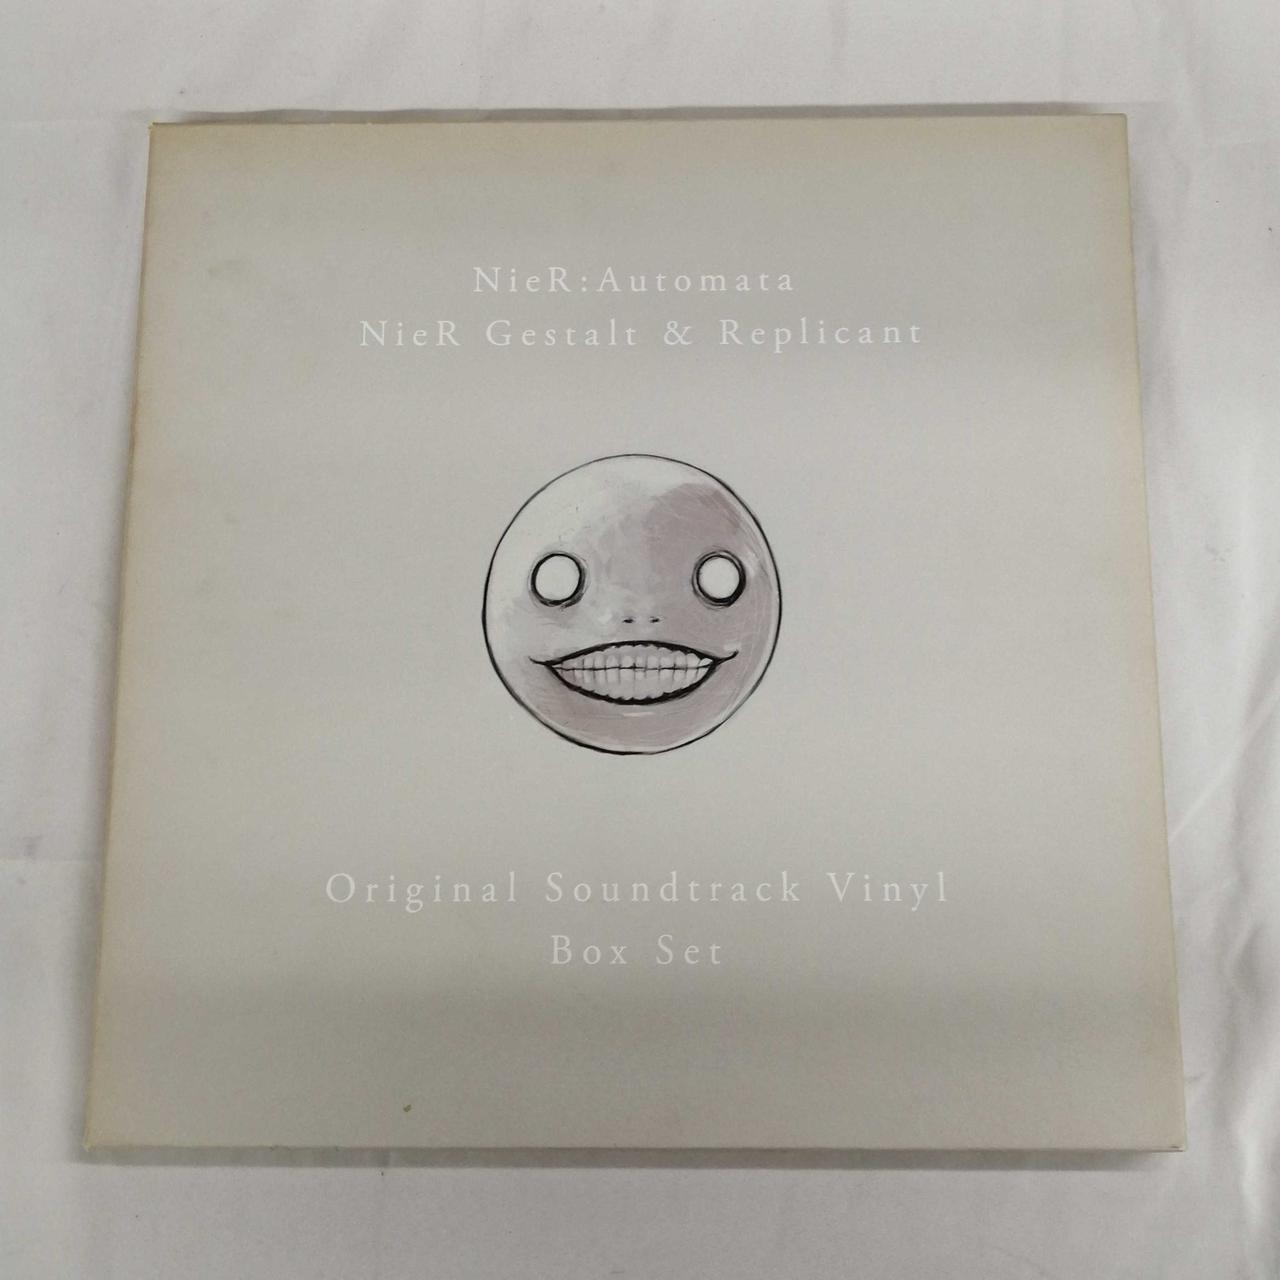 NieR:Automata
NieR Gestalt & Replicant
Original Soundtrack Vinyl
Box Set